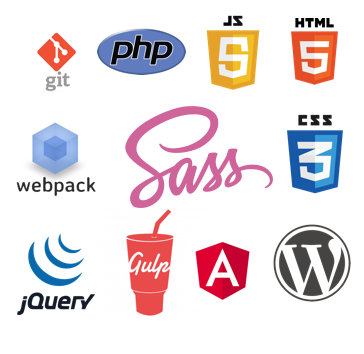 git
php
JS
5
HTML
5
webpack
Sass
CSS
3
jQuery
Gulp
A
W